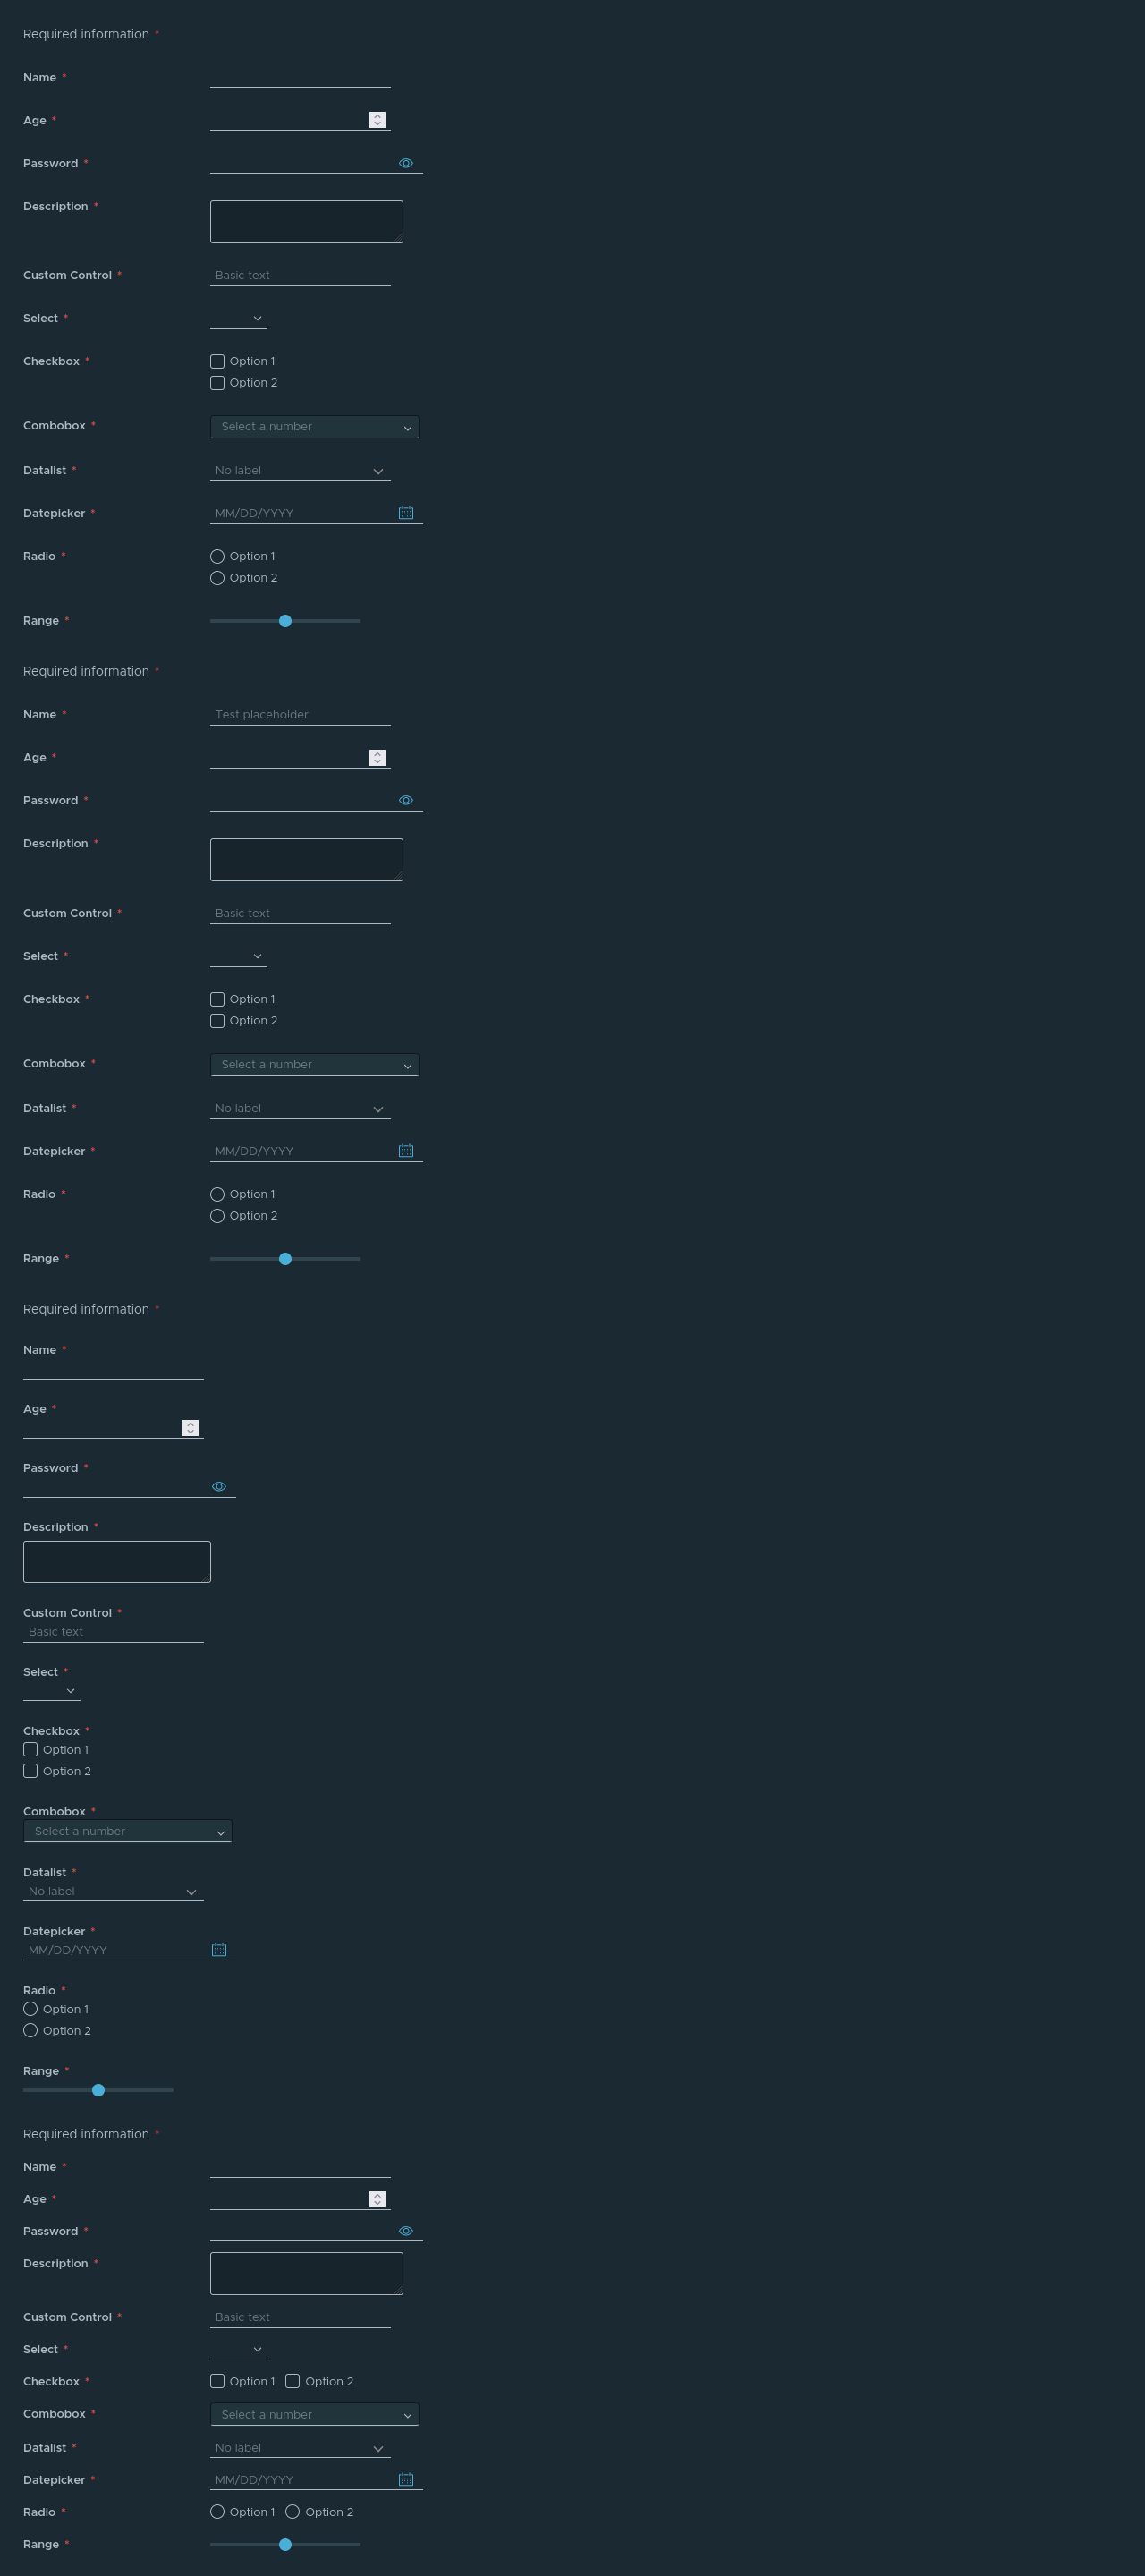 Required information *
Name *
Age *
Password *
Description *
Custom Control * Basic text
Select *
Checkbox * Option 1
Option 2
Combobox * Select a number
Datalist * No label
Datepicker * MM/DD/YYYY
Radio * Option 1
Option 2
Range *
Required information *
Name * Test placeholder
Age *
Password *
Description *
Custom Control * Basic text
Select *
Checkbox * Option 1
Option 2
Combobox * Select a number
Datalist * No label
Datepicker * MM/DD/YYYY
Radio * Option 1
Option 2
Range *
Required information *
Name *
Age *
Password *
Description *
Custom Control *
Basic text
Select *
Checkbox *
Option 1
Option 2
Combobox *
Select a number
Datalist *
No label
Datepicker *
MM/DD/YYYY
Radio *
Option 1
Option 2
Range *
Required information *
Name *
Age *
Password *
Description *
Custom Control * Basic text
Select *
Checkbox * Option 1 Option 2
Combobox * Select a number
Datalist * No label
Datepicker * MM/DD/YYYY
Radio * Option 1 Option 2
Range *